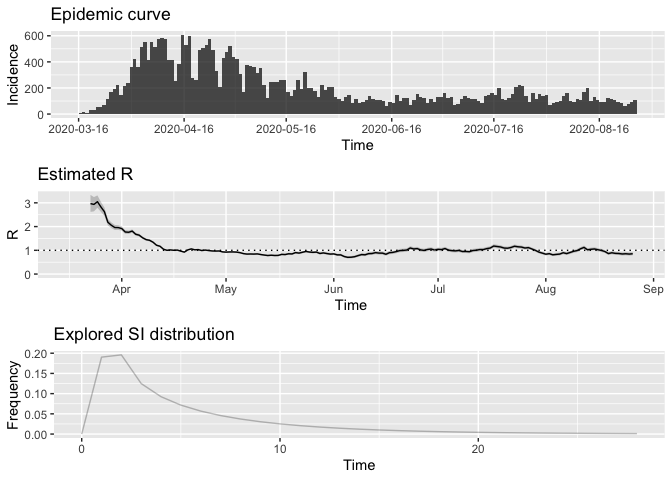 Epidemic curve
600
400
200
0
Incidence
2020-03-16 2020-04-16 2020-05-16 2020-06-16 2020-07-16 2020-08-16
Time
Estimated R
3
2
1
0
R
Apr May Jun Jul Aug Sep
Time
Explored SI distribution
0.20
0.15
0.10
0.05
0.00
Frequency
0 10 20
Time